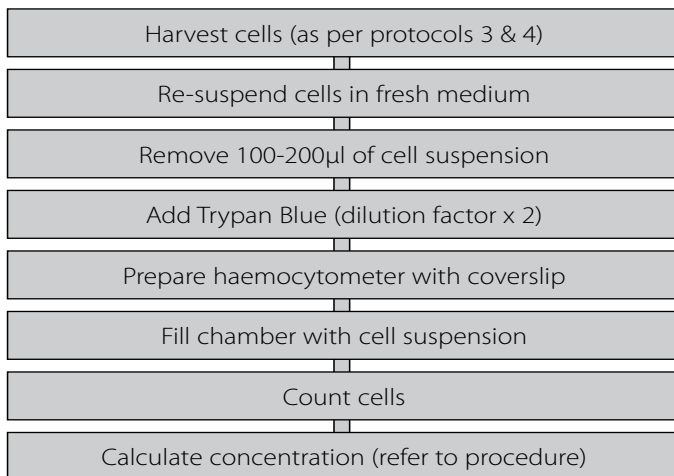 Harvest cells (as per protocols 3 & 4)
Re-suspend cells in fresh medium
Remove 100-200µl of cell suspension
Add Trypan Blue (dilution factor x 2)
Prepare haemocytometer with coverslip
Fill chamber with cell suspension
Count cells
Calculate concentration (refer to procedure)